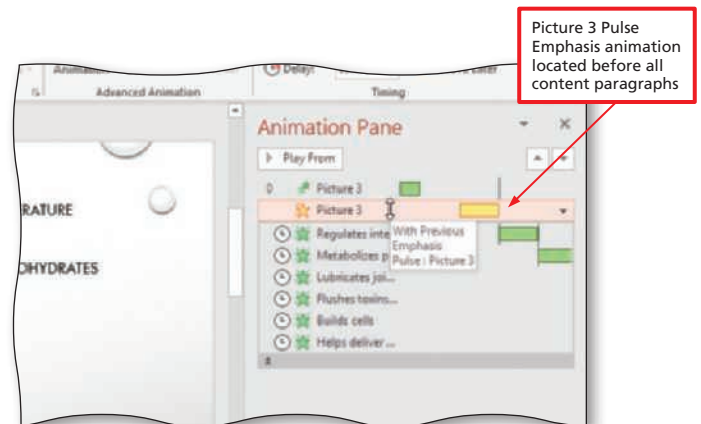 Picture 3 Pulse
Emphasis animation
located before all
content paragraphs
Delay:
Advanced Animation
Timing
Animation Pane
Play From
0 Picture 3
Picture 3
Regulates inte
With Previous
Emphasis
Pulse : Picture 3
Metabolizes p
Lubricates joi...
Flushes toxins...
Builds cells
Helps deliver ...
RATURE
OHYDRATES